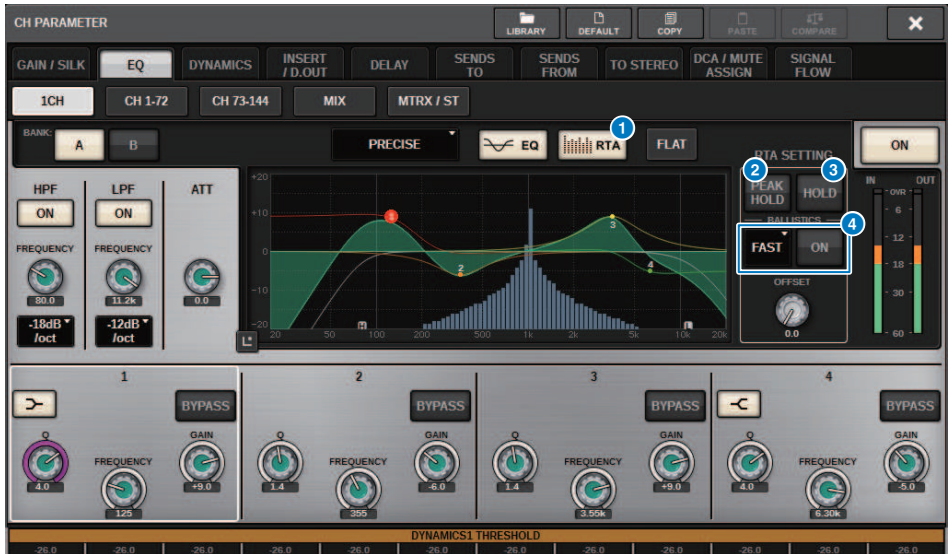 CH PARAMETER
LIBRARY
DEFAULT
COPY
PASTE
COMPARE
GAIN / SILK
EQ
DYNAMICS
INSERT
/ D.OUT
DELAY
SENDS
TO
SENDS
FROM
TO STEREO
DCA / MUTE
ASSIGN
SIGNAL
FLOW
1CH
CH 1-72
CH 73-144
MIX
MTRX / ST
BANK:
A
B
PRECISE
EQ
RTA
1
FLAT
RTA SETTING
2
PEAK
HOLD
3
HOLD
BALLISTICS
4
FAST
ON
OFFSET
0.0
ON
IN
OUT
OVR
6
12
18
30
60
HPF
ON
FREQUENCY
80.0
-18dB
/oct
LPF
ON
FREQUENCY
11.2k
-12dB
/oct
ATT
0.0
+20
+10
0
-10
-20
20 50 100 200 500 1k 2k 5k 10k 20k
1
2
3
4
H
L
1
BYPASS
Q
4.0
FREQUENCY
125
GAIN
+9.0
2
BYPASS
Q
1.4
FREQUENCY
355
GAIN
-6.0
3
BYPASS
Q
1.4
FREQUENCY
3.55k
GAIN
+9.0
4
BYPASS
Q
4.0
FREQUENCY
6.30k
GAIN
-5.0
DYNAMICS1 THRESHOLD
-26.0 -26.0 -26.0 -26.0 -26.0 -26.0 -26.0 -26.0 -26.0 -26.0 -26.0 -26.0